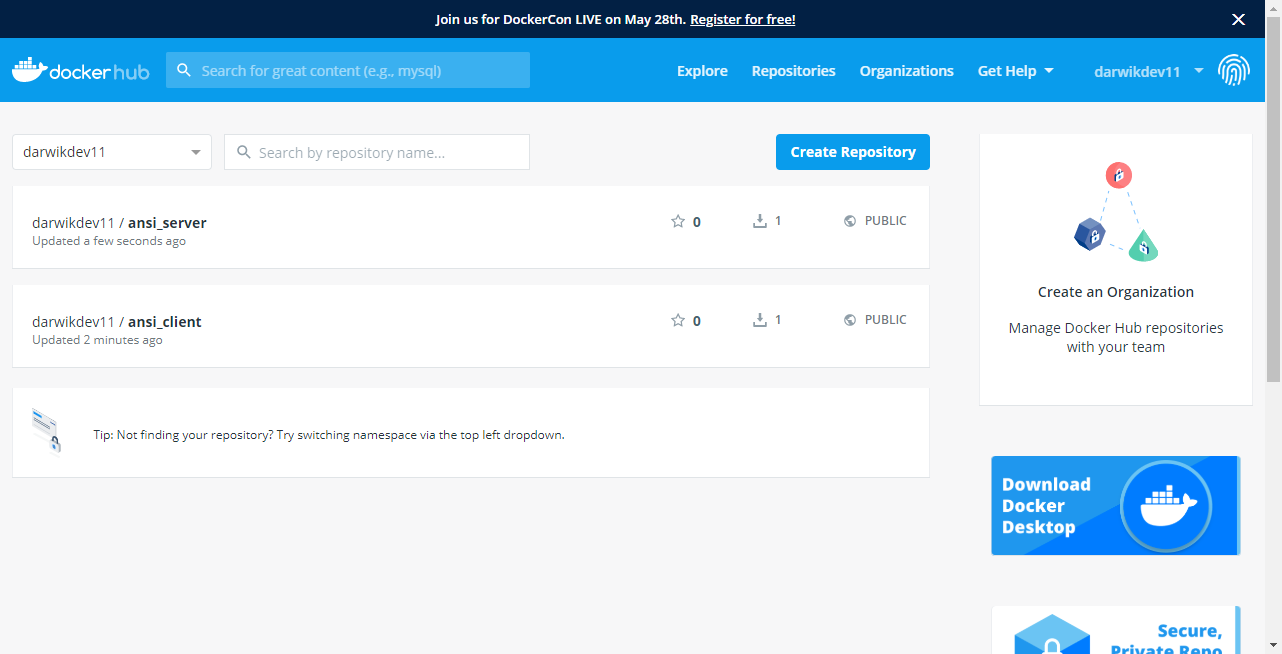 Join us for DockerCon LIVE on May 28th. Register for free!
docker hub
Search for great content (e.g., mysql)
Explore
Repositories
Organizations
Get Help
darwikdev11
darwikdev11
Search by repository name...
Create Repository
darwikdev11 / ansi_server
Updated a few seconds ago
0
1
PUBLIC
darwikdev11 / ansi_client
Updated 2 minutes ago
0
1
PUBLIC
Tip: Not finding your repository? Try switching namespace via the top left dropdown.
Create an Organization
Manage Docker Hub repositories
with your team
Download
Docker
Desktop
Secure,
Private Repo